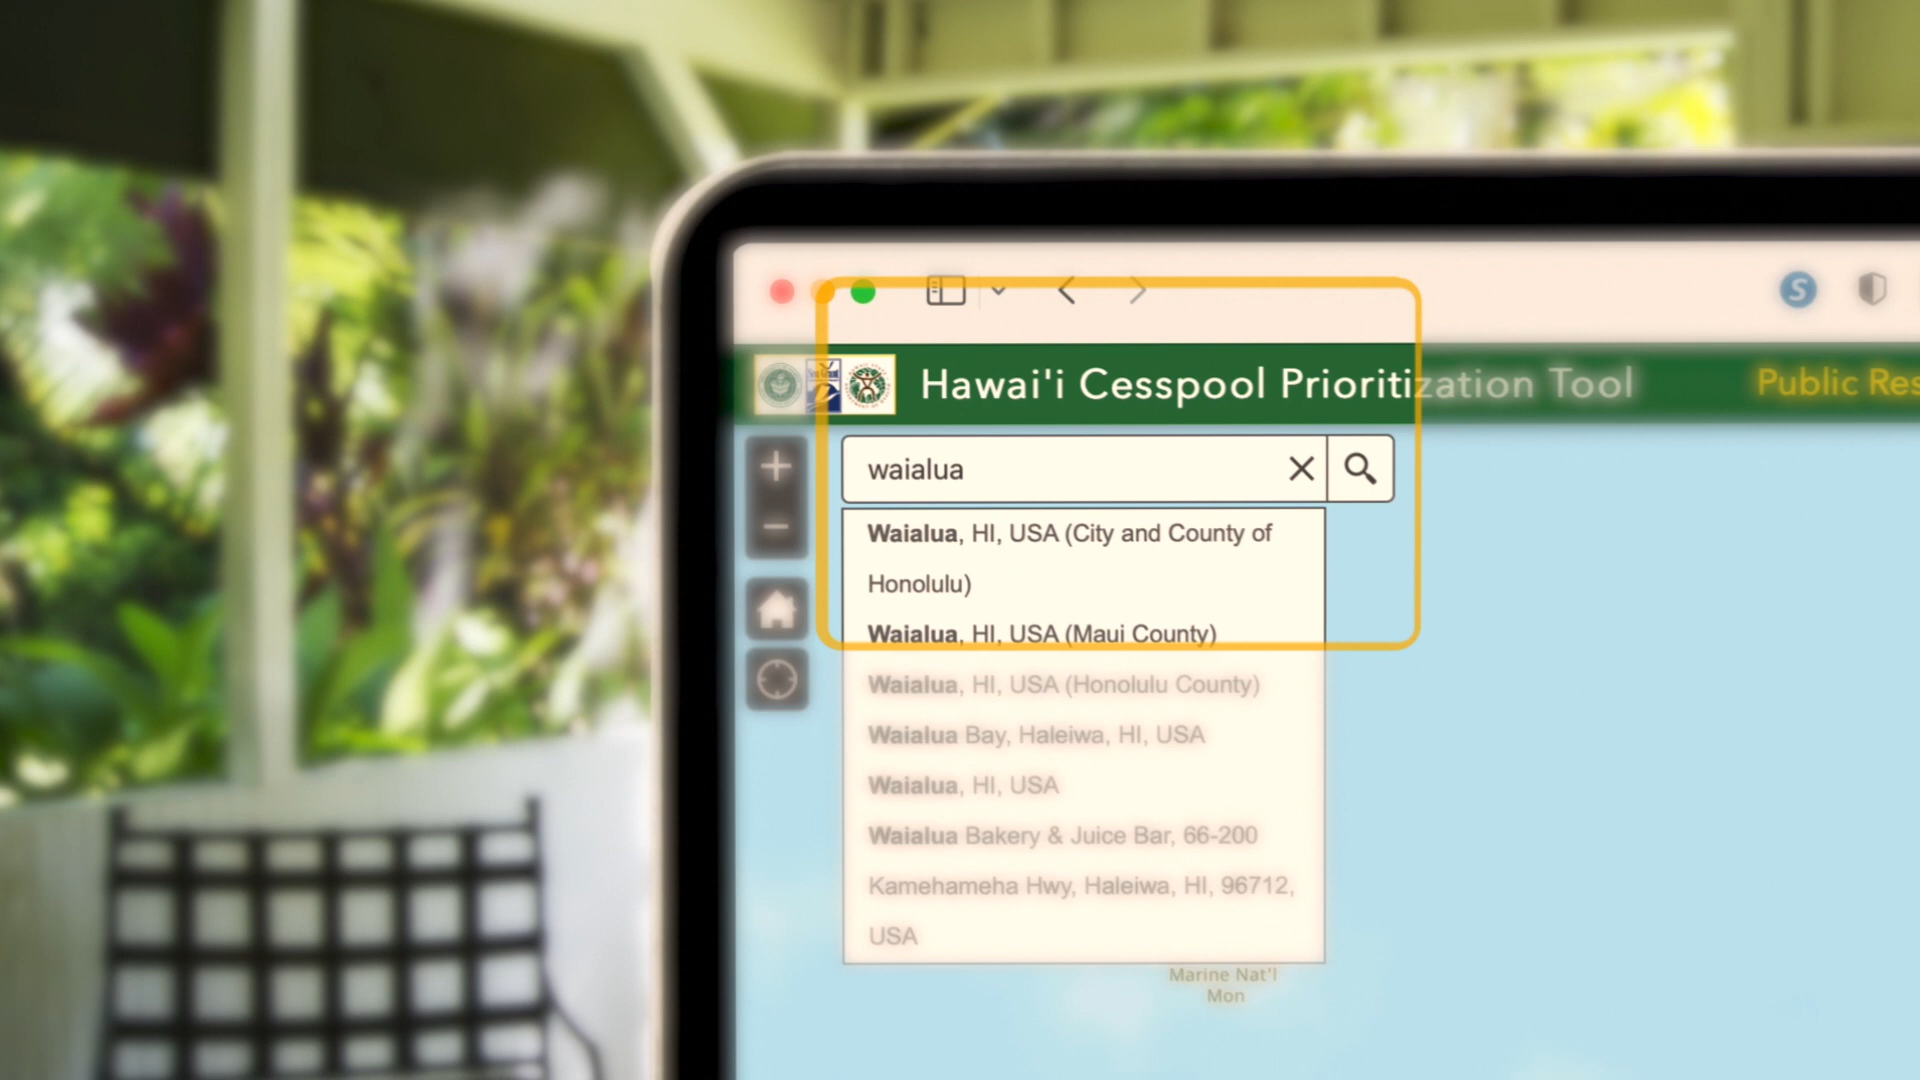 S
Hawai'i Cesspool Prioritization Tool
Public Res
waialua
Waialua, HI, USA (City and County of
Honolulu)
Waialua, HI, USA (Maui County)
Waialua, HI, USA (Honolulu County)
Waialua Bay, Haleiwa, HI, USA
Waialua, HI, USA
Waialua Bakery & Juice Bar, 66-200
Kamehameha Hwy, Haleiwa, HI, 96712,
USA
Marine Nat'l
Mon